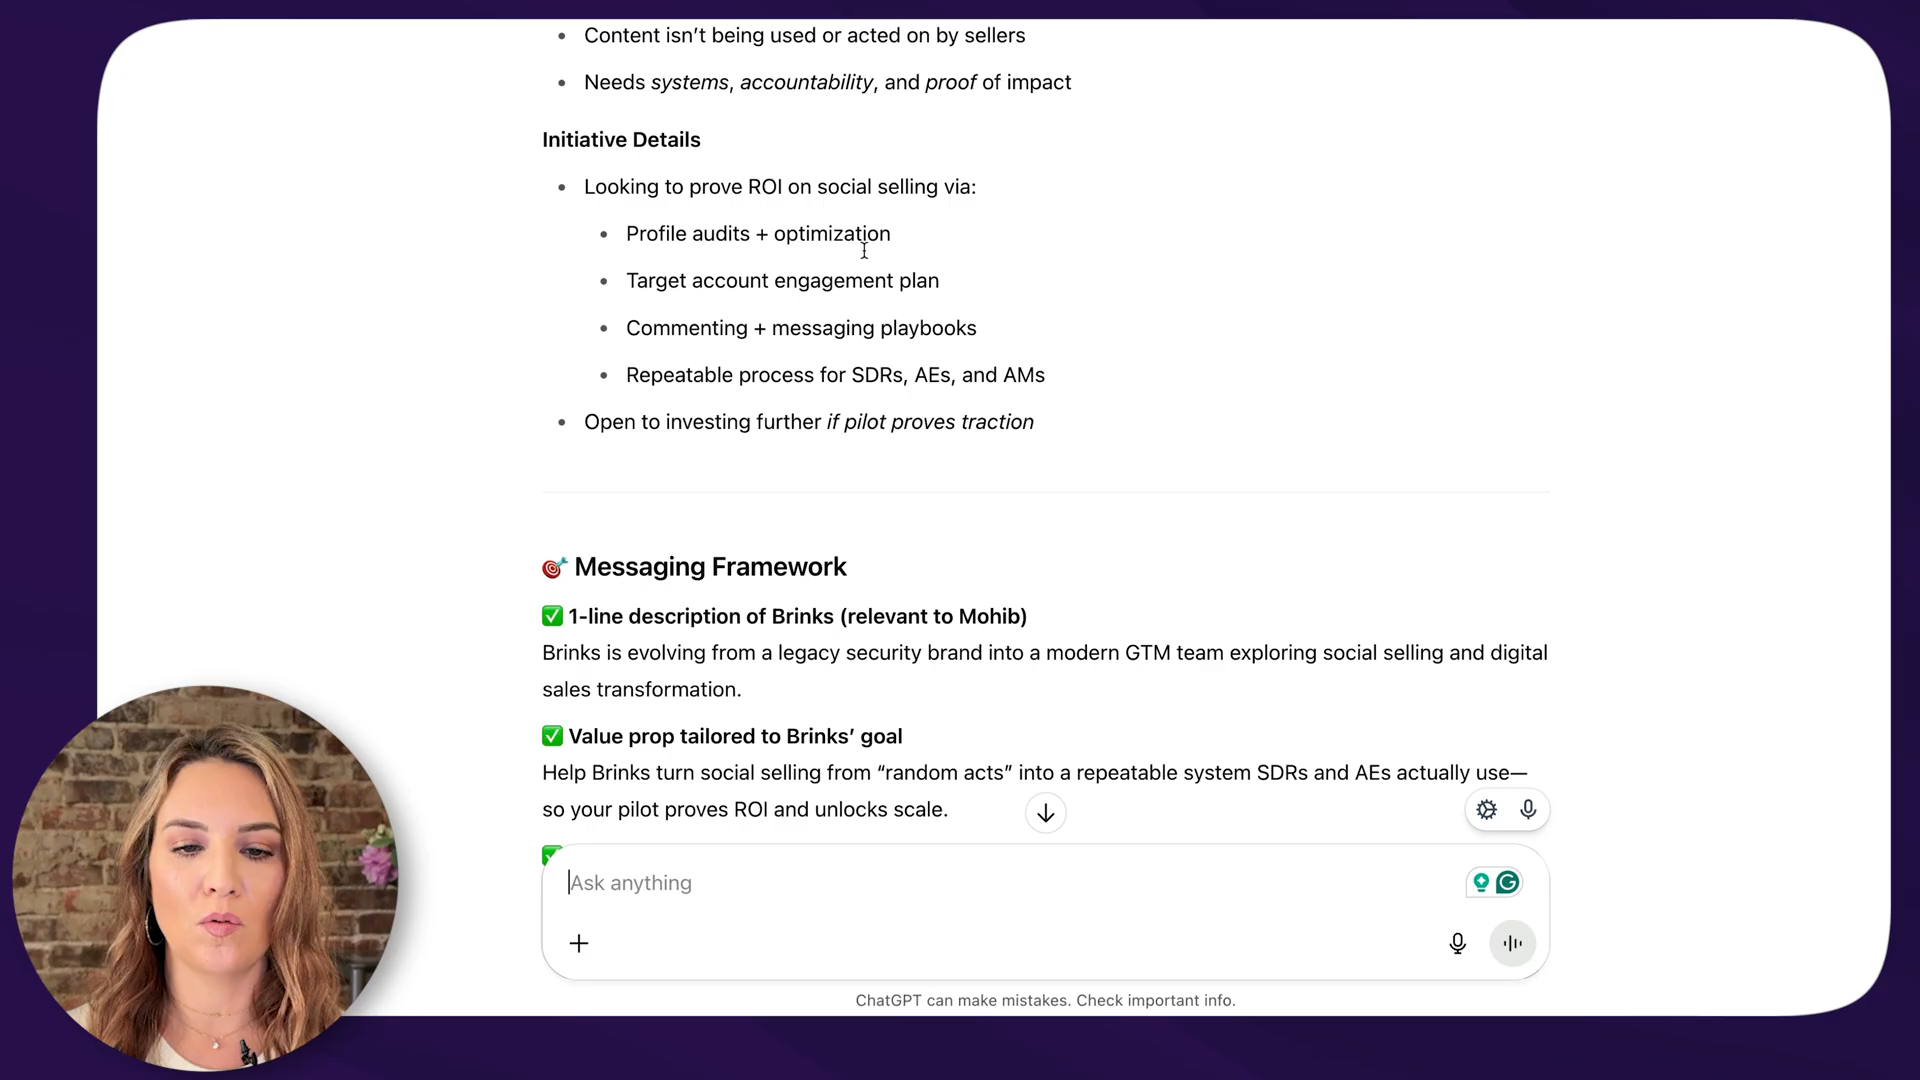 Content isn’t being used or acted on by sellers
Needs systems, accountability, and proof of impact
Initiative Details
Looking to prove ROI on social selling via:
Profile audits + optimization
Target account engagement plan
Commenting + messaging playbooks
Repeatable process for SDRs, AEs, and AMs
Open to investing further if pilot proves traction
🎯 Messaging Framework
✅ 1-line description of Brinks (relevant to Mohib)
Brinks is evolving from a legacy security brand into a modern GTM team exploring social selling and digital
sales transformation.
✅ Value prop tailored to Brinks’ goal
Help Brinks turn social selling from “random acts” into a repeatable system SDRs and AEs actually use—
so your pilot proves ROI and unlocks scale.
Ask anything
ChatGPT can make mistakes. Check important info.